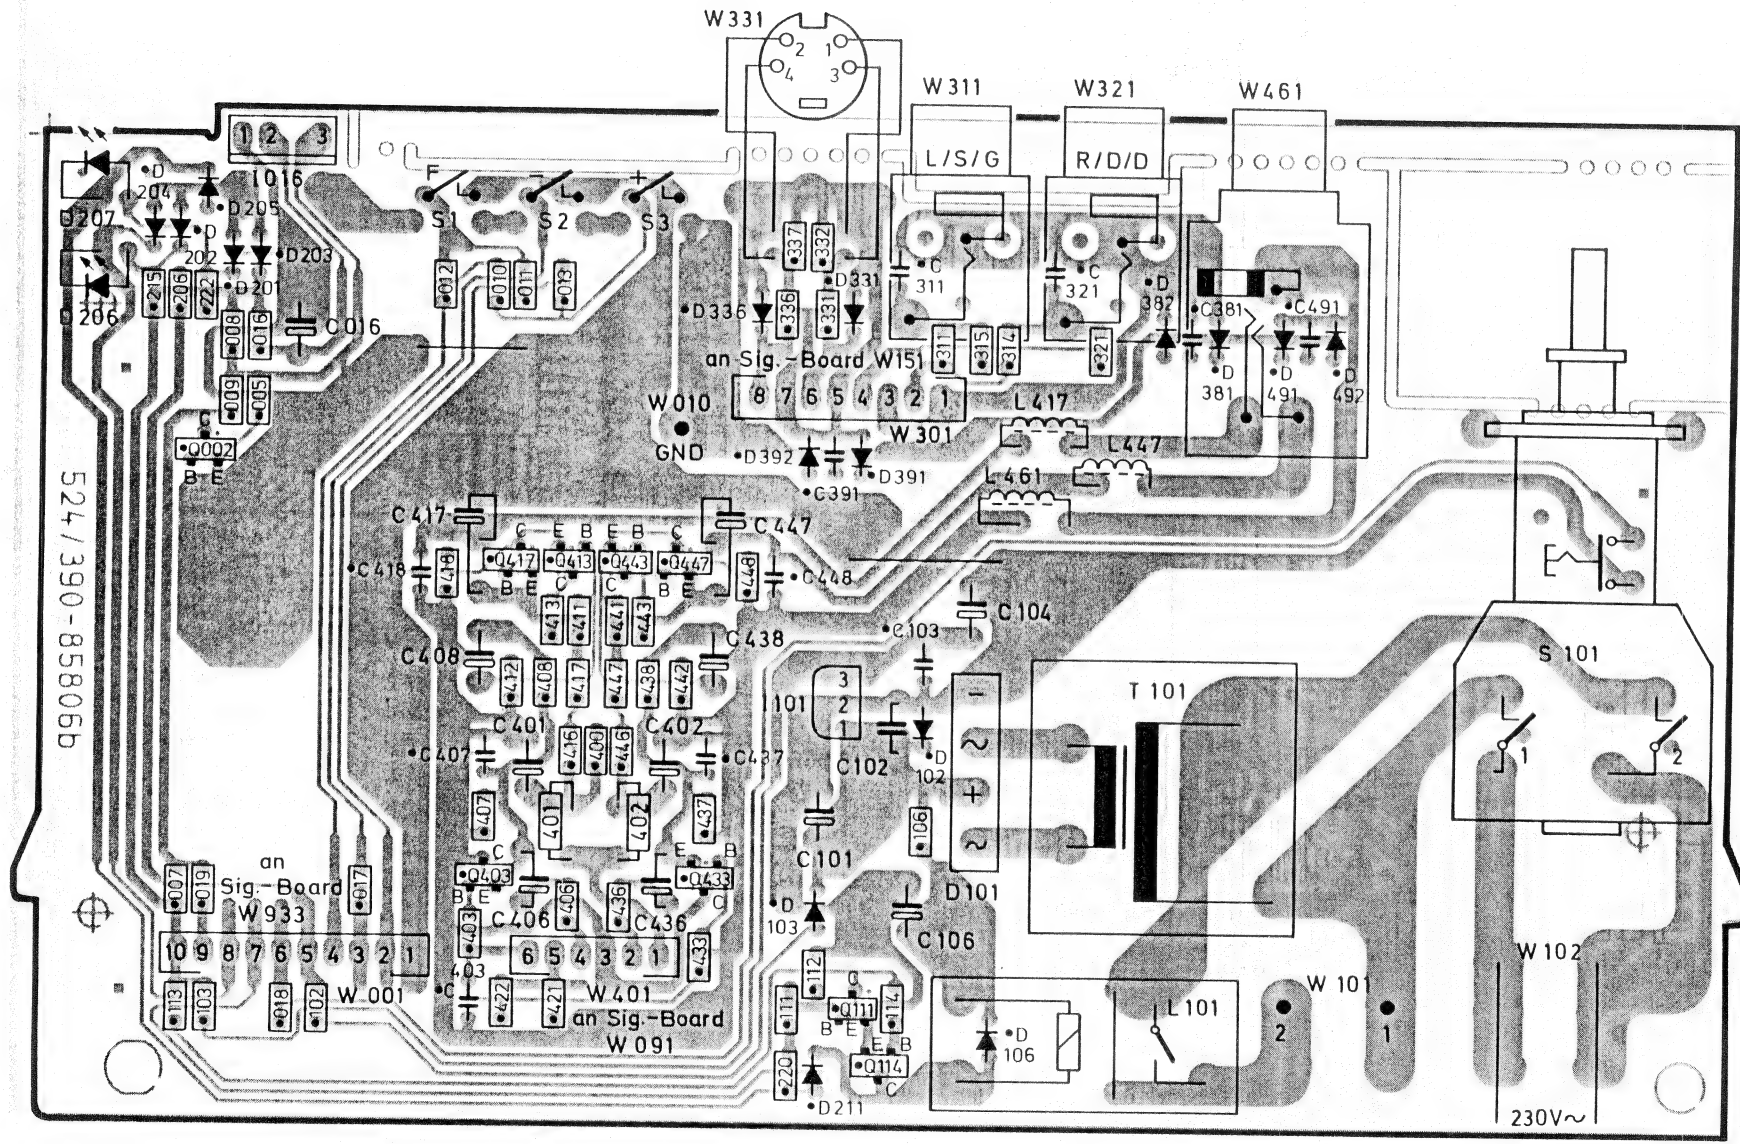 W331
2
1
4
3
W311
W321
W461
L/S/G
R/D/D
1 2 3
I016
F L
S1
- L
S2
+ L
S3
D 204
D205
D207
D 202
D203
D201
D 206
215
206
222
008
016
C016
009
005
C
Q002
B E
012
010
011
013
337
332
D331
D336
336
331
C 311
C 321
D 382
C381
C491
311
315
314
321
D 381
D 491
D 492
an Sig.-Board W151
8 7 6 5 4 3 2 1
W301
W010
GND
D392
D391
C391
L417
L447
L461
524/390-85806b
C417
C447
C E B E B C
Q417
Q413
Q443
Q447
B E C C B E
C418
418
448
C448
413
411
441
443
C408
C438
412
408
417
447
438
442
C401
C402
416
400
446
C407
C437
407
401
402
437
C
Q403
B E
E B
Q433
C
C406
406
436
C436
403
433
C 403
6 5 4 3 2 1
422
421
W401
an Sig.-Board
W091
007
019
an
Sig.-Board
W933
017
10 9 8 7 6 5 4 3 2 1
113
103
018
102
W001
C103
C104
I101
3
2
1
C102
D 102
-
~
+
~
D101
106
C101
D 103
C106
T101
S 101
1
2
112
111
C
Q111
B E
114
E B
Q114
C
220
D211
D 106
L101
W101
2
1
W102
230V~